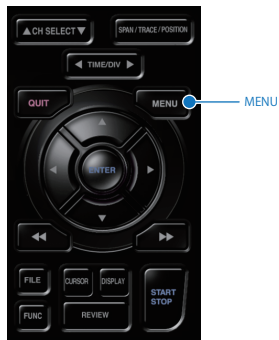 ▲CH SELECT▼
SPAN / TRACE / POSITION
◀ TIME/DIV ▶
QUIT
MENU
MENU
ENTER
FILE
CURSOR
DISPLAY
START
STOP
FUNC
REVIEW